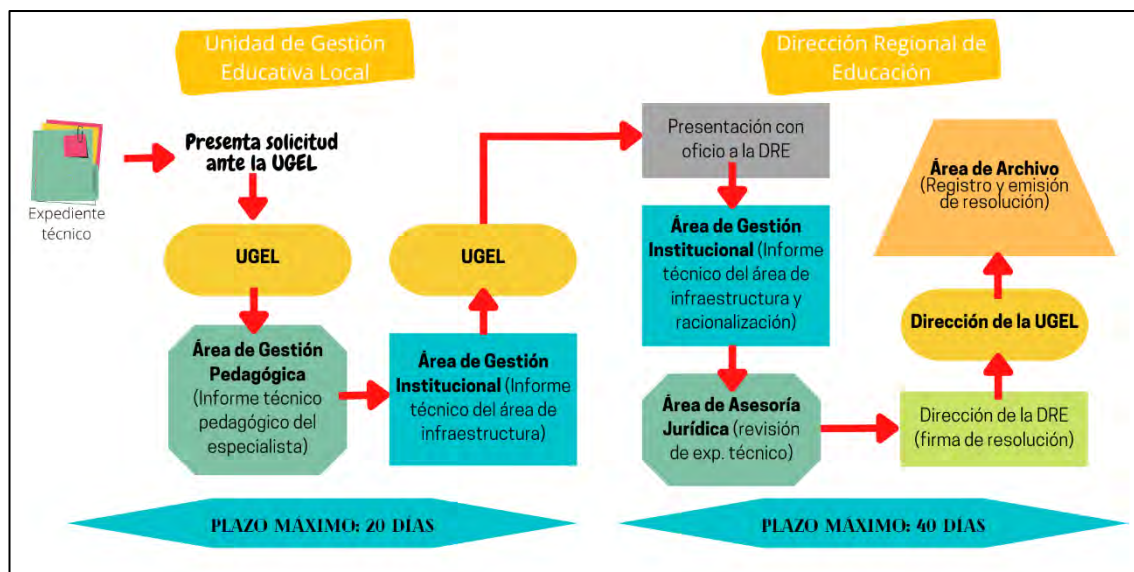 Unidad de Gestión
Educativa Local
Expediente
técnico
Presenta solicitud
ante la UGEL
UGEL
Área de Gestión
Pedagógica
(Informe técnico
pedagógico del
especialista)
Área de Gestión
Institucional (Informe
técnico del área de
infraestructura)
UGEL
PLAZO MÁXIMO: 20 DÍAS
Dirección Regional de
Educación
Presentación con
oficio a la DRE
Área de Gestión
Institucional (Informe
técnico del área de
infraestructura y
racionalización)
Área de Asesoría
Jurídica (revisión
de exp. técnico)
Dirección de la DRE
(firma de resolución)
Dirección de la UGEL
Área de Archivo
(Registro y emisión
de resolución)
PLAZO MÁXIMO: 40 DÍAS